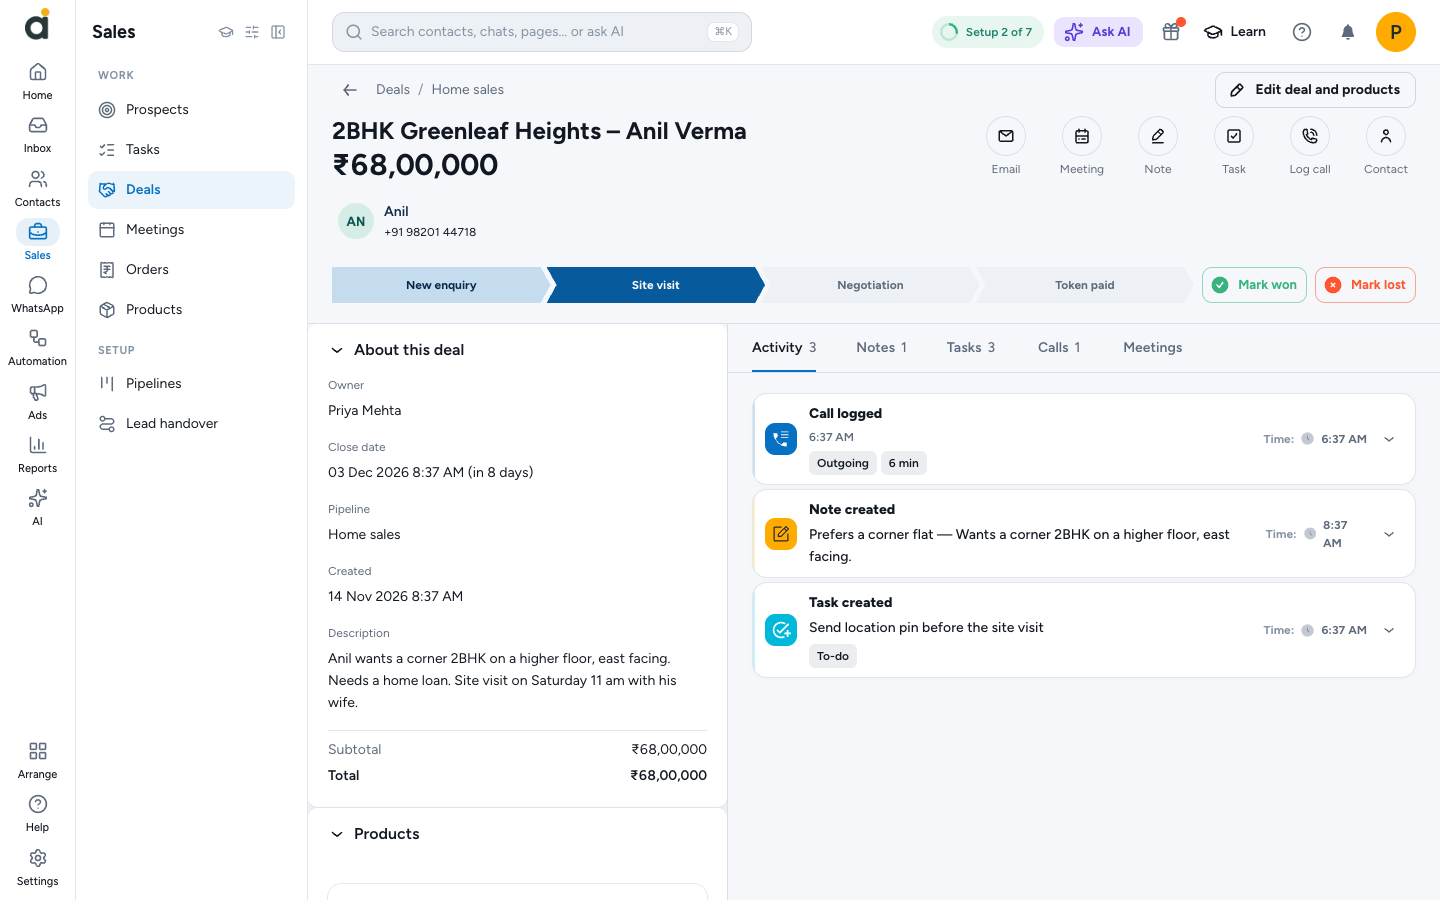 Sales
Search contacts, chats, pages... or ask AI
⌘K
Setup 2 of 7
Ask AI
Learn
P
Home
Inbox
Contacts
Sales
WhatsApp
Automation
Ads
Reports
AI
Arrange
Help
Settings
WORK
Prospects
Tasks
Deals
Meetings
Orders
Products
SETUP
Pipelines
Lead handover
Deals / Home sales
Edit deal and products
2BHK Greenleaf Heights – Anil Verma
₹68,00,000
Email
Meeting
Note
Task
Log call
Contact
AN
Anil
+91 98201 44718
New enquiry
Site visit
Negotiation
Token paid
Mark won
Mark lost
About this deal
Owner
Priya Mehta
Close date
03 Dec 2026 8:37 AM (in 8 days)
Pipeline
Home sales
Created
14 Nov 2026 8:37 AM
Description
Anil wants a corner 2BHK on a higher floor, east facing.
Needs a home loan. Site visit on Saturday 11 am with his
wife.
Subtotal ₹68,00,000
Total ₹68,00,000
Products
Activity 3
Notes 1
Tasks 3
Calls 1
Meetings
Call logged
6:37 AM
Outgoing 6 min
Time: 6:37 AM
Note created
Prefers a corner flat — Wants a corner 2BHK on a higher floor, east
facing.
Time: 8:37
AM
Task created
Send location pin before the site visit
To-do
Time: 6:37 AM